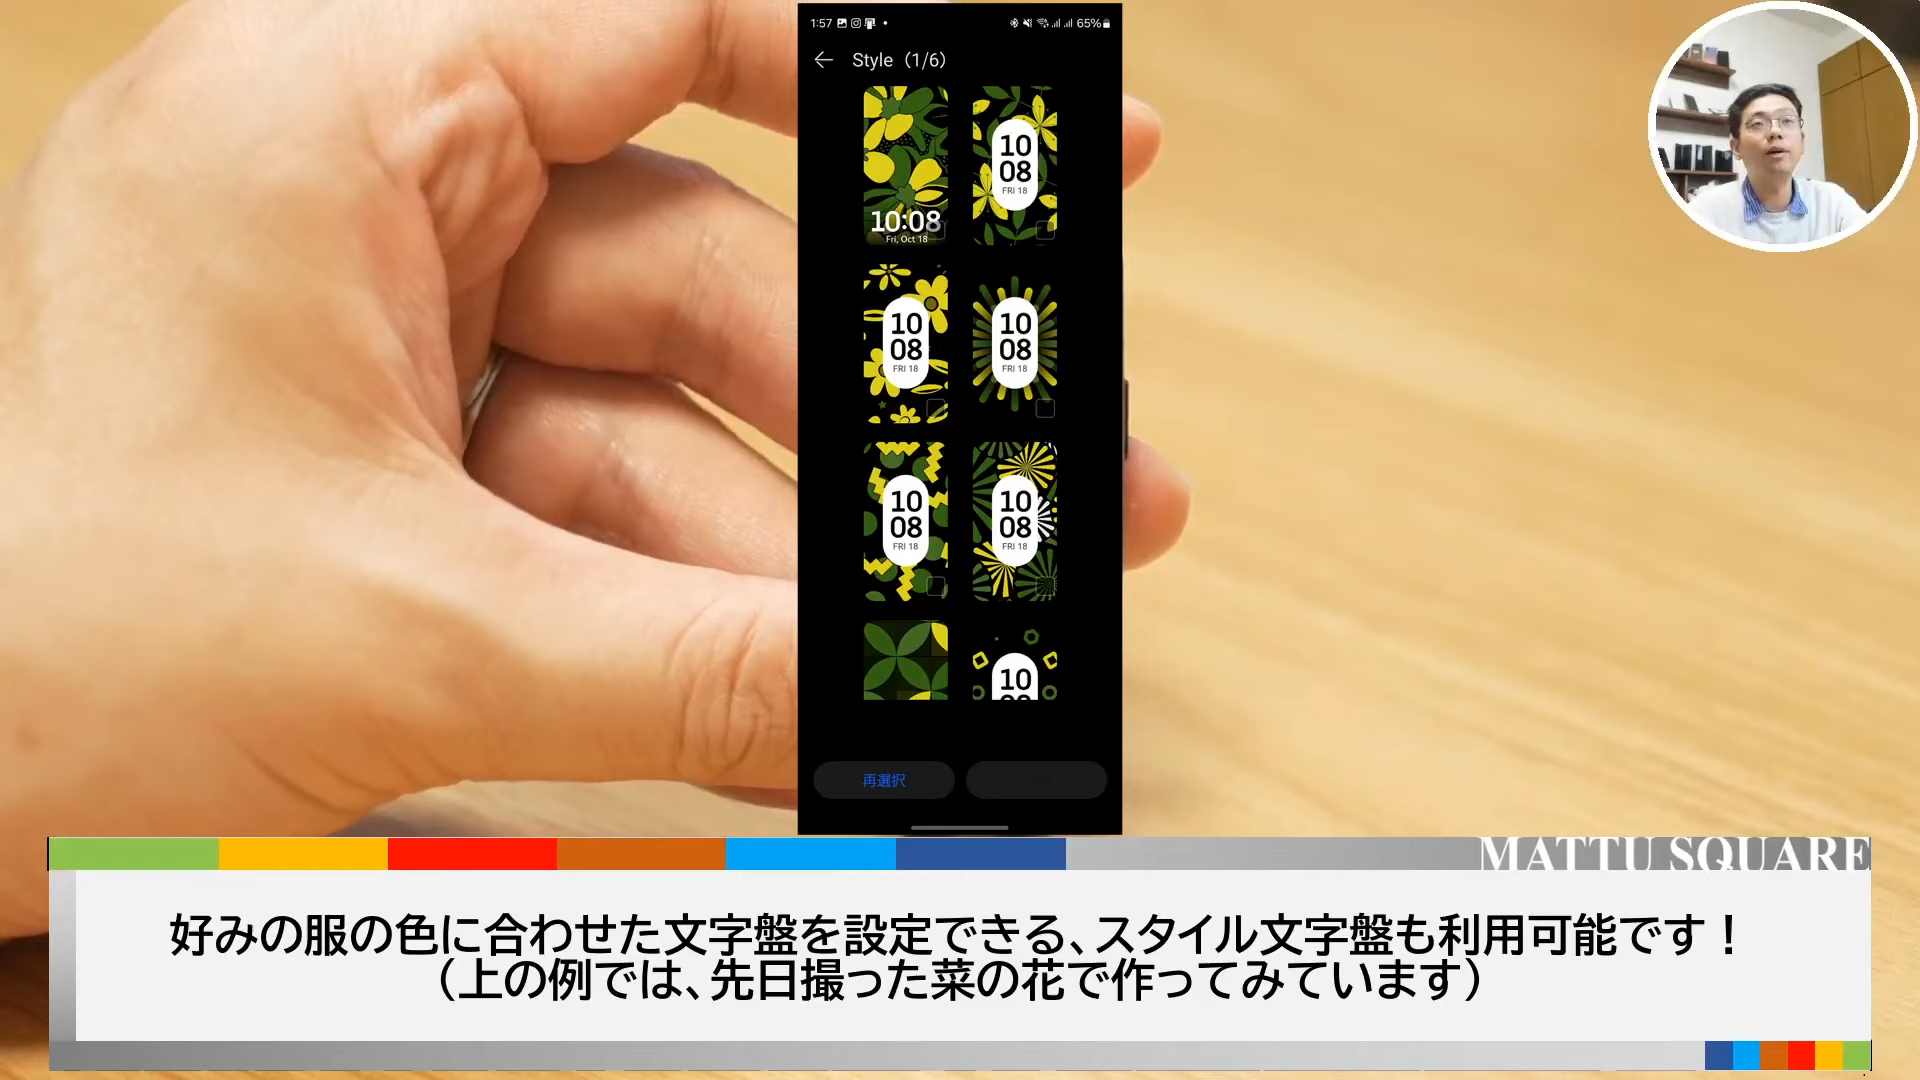 1:57
65%
Style（1/6）
10:08
Fri, Oct 18
10
08
FRI 18
10
08
FRI 18
10
08
FRI 18
10
08
FRI 18
10
08
FRI 18
10
再選択
MATTU SQUARE
好みの服の色に合わせた文字盤を設定できる、スタイル文字盤も利用可能です！
（上の例では、先日撮った菜の花で作ってみています）